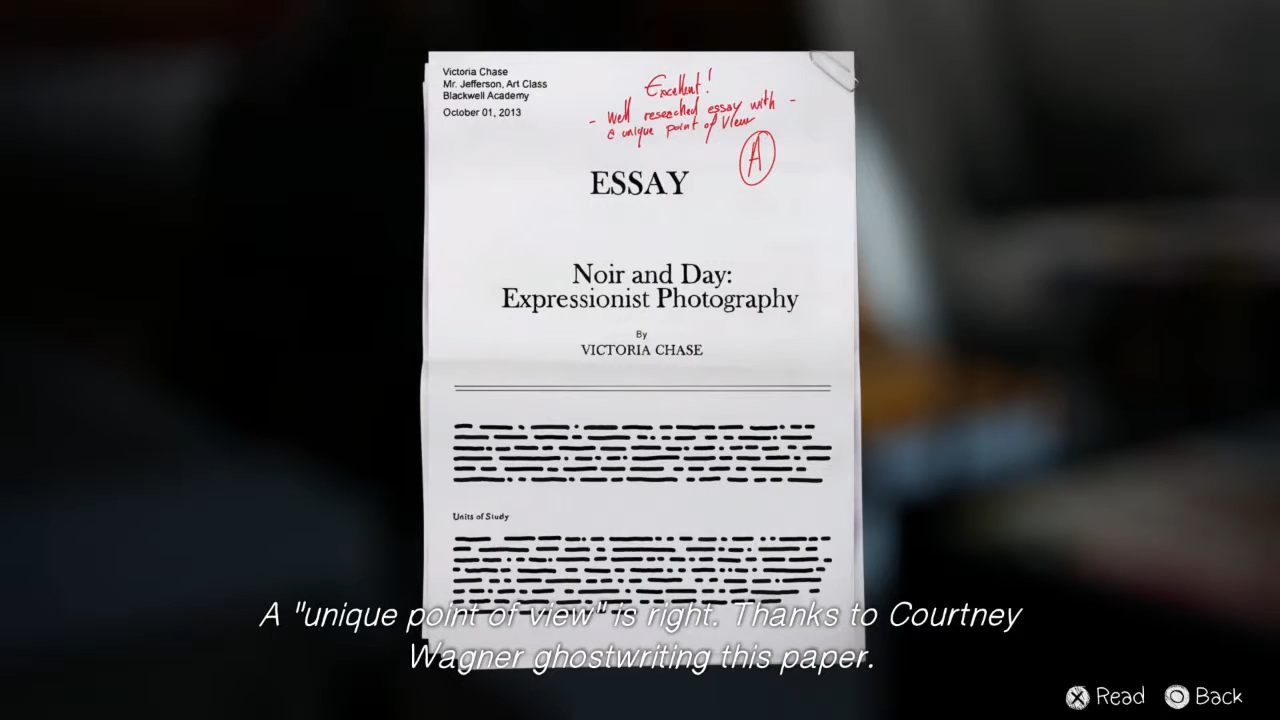 Victoria Chase
Mr. Jefferson, Art Class
Blackwell Academy
October 01, 2013
Excellent!
- Well reseached essay with -
a unique point of View
A
ESSAY
Noir and Day:
Expressionist Photography
By
VICTORIA CHASE
Units of Study
A "unique point of view" is right. Thanks to Courtney
Wagner ghostwriting this paper.
Read Back